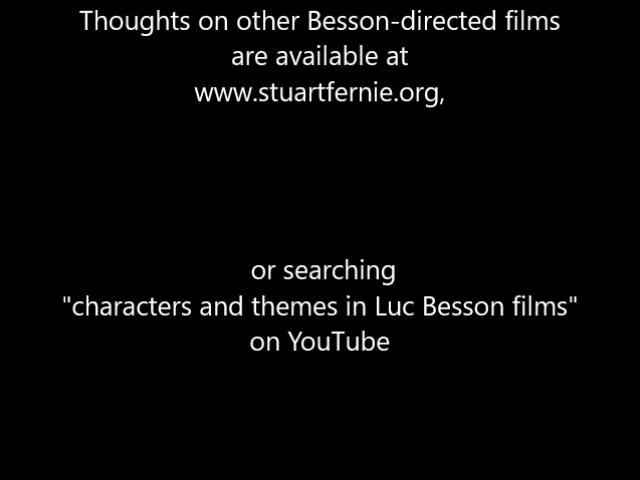 Thoughts on other Besson-directed films
are available at
www.stuartfernie.org,
or searching
"characters and themes in Luc Besson films"
on YouTube